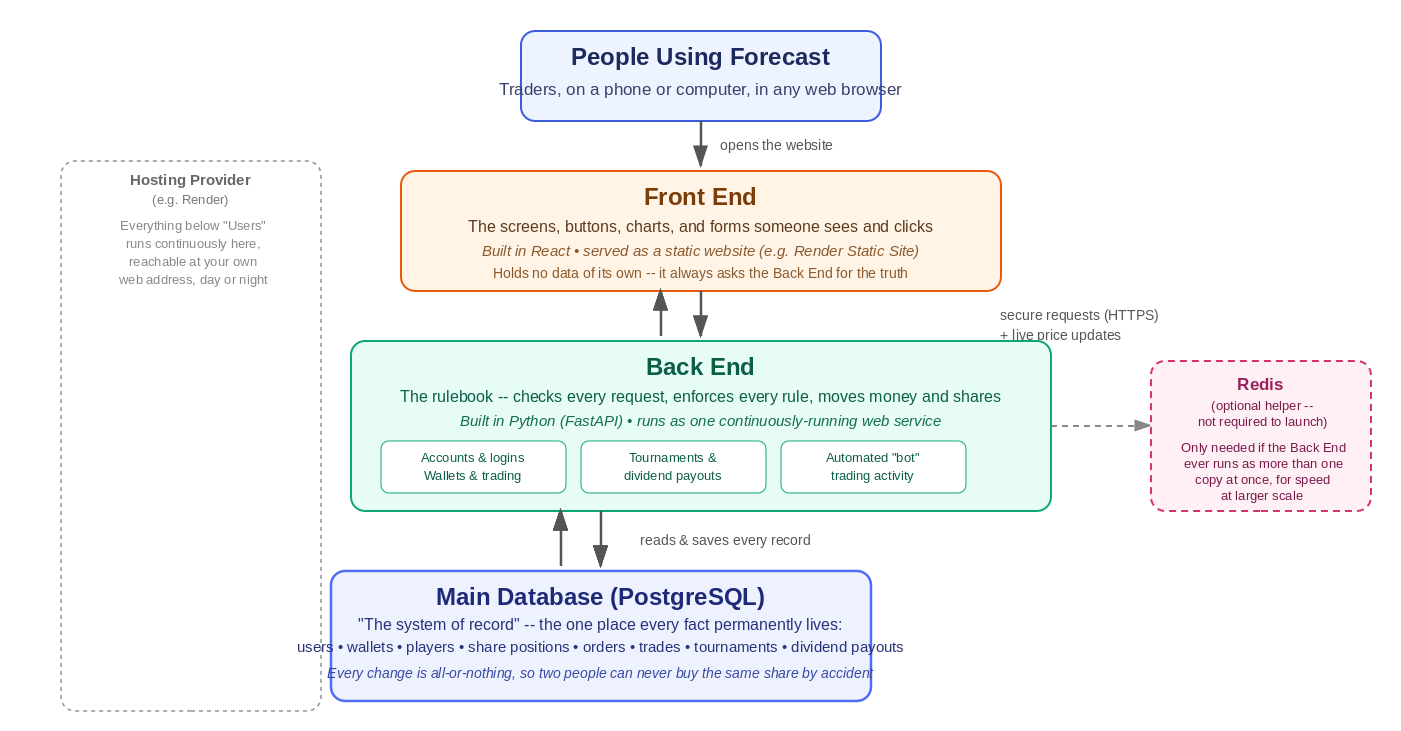 People Using Forecast
Traders, on a phone or computer, in any web browser
opens the website
Hosting Provider
(e.g. Render)
Everything below "Users"
runs continuously here,
reachable at your own
web address, day or night
Front End
The screens, buttons, charts, and forms someone sees and clicks
Built in React • served as a static website (e.g. Render Static Site)
Holds no data of its own -- it always asks the Back End for the truth
secure requests (HTTPS)
+ live price updates
Back End
The rulebook -- checks every request, enforces every rule, moves money and shares
Built in Python (FastAPI) • runs as one continuously-running web service
Accounts & logins
Wallets & trading
Tournaments &
dividend payouts
Automated "bot"
trading activity
Redis
(optional helper --
not required to launch)
Only needed if the Back End
ever runs as more than one
copy at once, for speed
at larger scale
reads & saves every record
Main Database (PostgreSQL)
"The system of record" -- the one place every fact permanently lives:
users • wallets • players • share positions • orders • trades • tournaments • dividend payouts
Every change is all-or-nothing, so two people can never buy the same share by accident